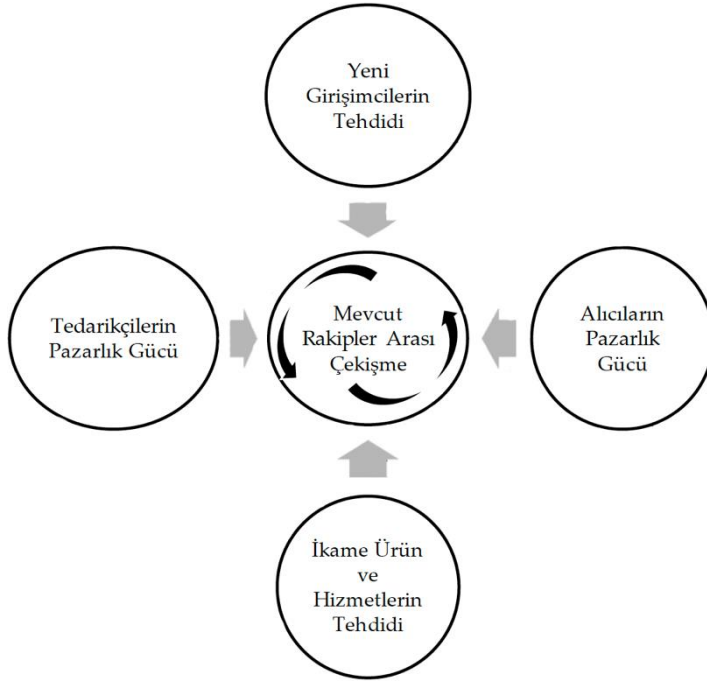 Yeni
Girişimcilerin
Tehdidi
Tedarikçilerin
Pazarlık Gücü
Mevcut
Rakipler Arası
Çekişme
Alıcıların
Pazarlık
Gücü
İkame Ürün
ve
Hizmetlerin
Tehdidi